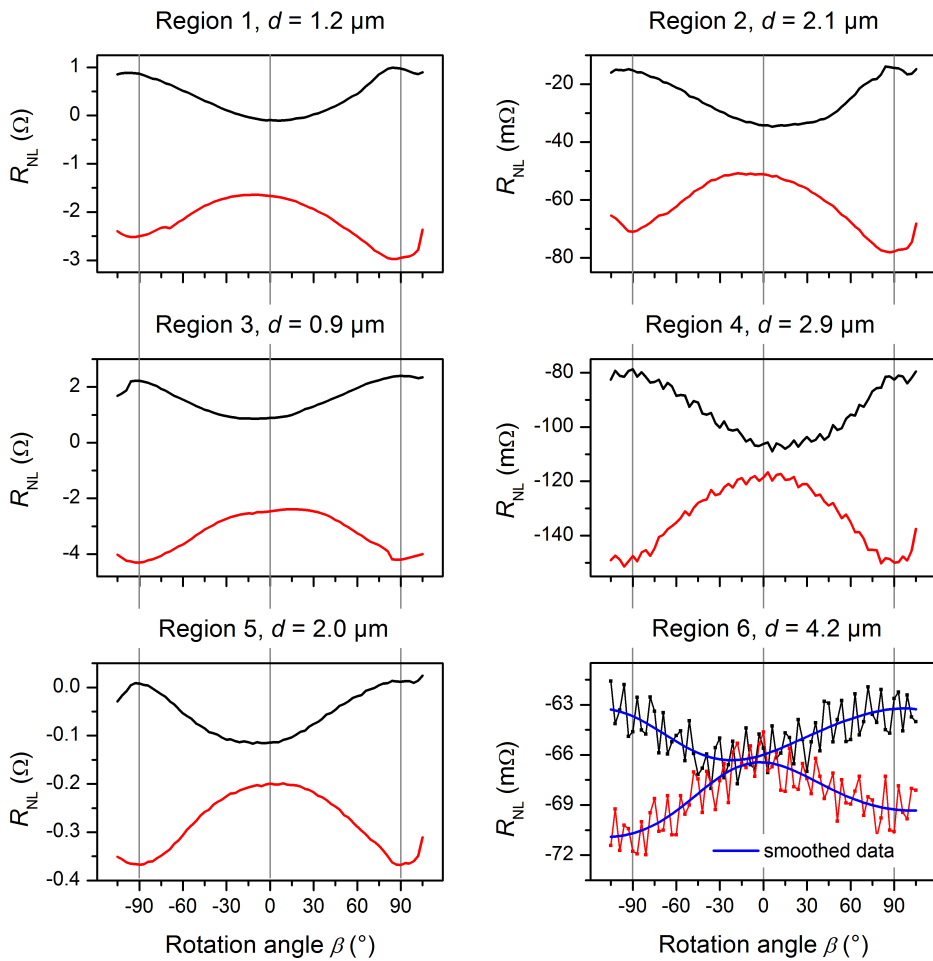 Region 1, d = 1.2 µm
Region 2, d = 2.1 µm
1
0
-1
-2
-3
R_NL (Ω)
-20
-40
-60
-80
R_NL (mΩ)
Region 3, d = 0.9 µm
Region 4, d = 2.9 µm
2
0
-2
-4
R_NL (Ω)
-80
-100
-120
-140
R_NL (mΩ)
Region 5, d = 2.0 µm
Region 6, d = 4.2 µm
0.0
-0.1
-0.2
-0.3
-0.4
R_NL (Ω)
-63
-66
-69
-72
R_NL (mΩ)
smoothed data
-90 -60 -30 0 30 60 90
-90 -60 -30 0 30 60 90
Rotation angle β (°)
Rotation angle β (°)